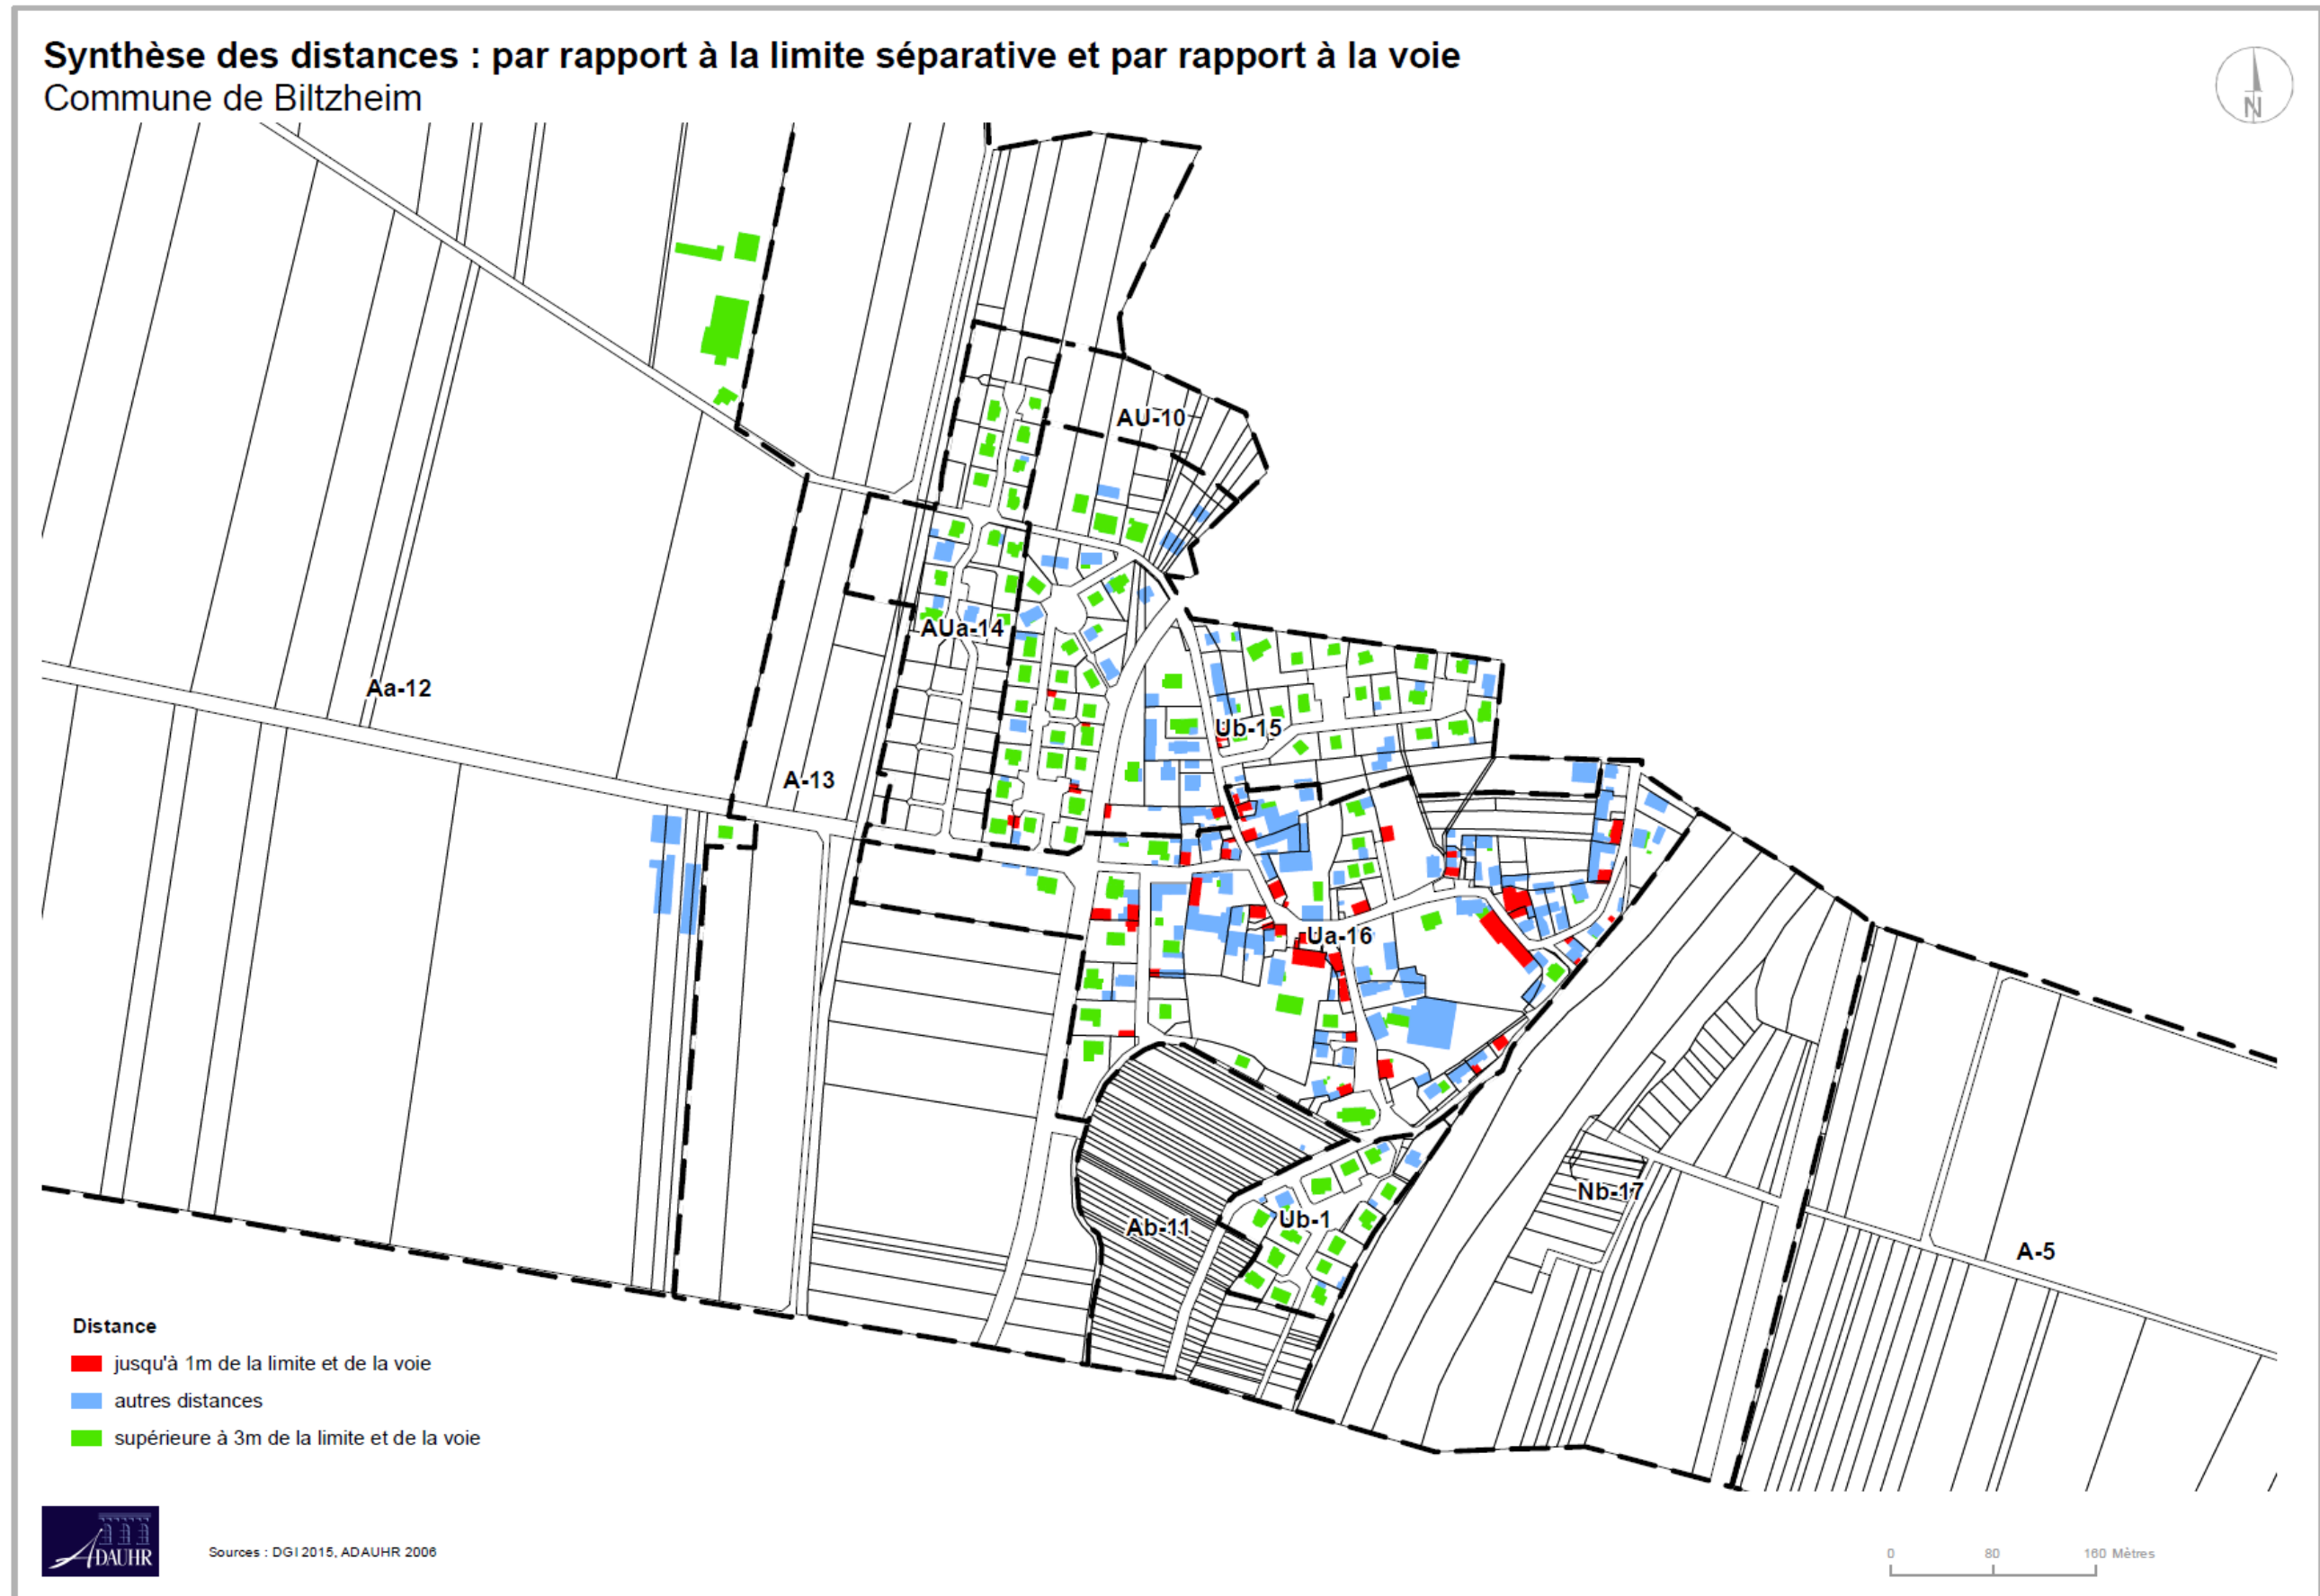 Synthèse des distances : par rapport à la limite séparative et par rapport à la voie
Commune de Biltzheim
N
AU-10
AUa-14
Aa-12
Ub-15
A-13
Ua-16
Nb-17
Ub-1
Ab-11
A-5
Distance
jusqu'à 1m de la limite et de la voie
autres distances
supérieure à 3m de la limite et de la voie
ADAUHR
Sources : DGI 2015, ADAUHR 2006
0 80 160 Mètres